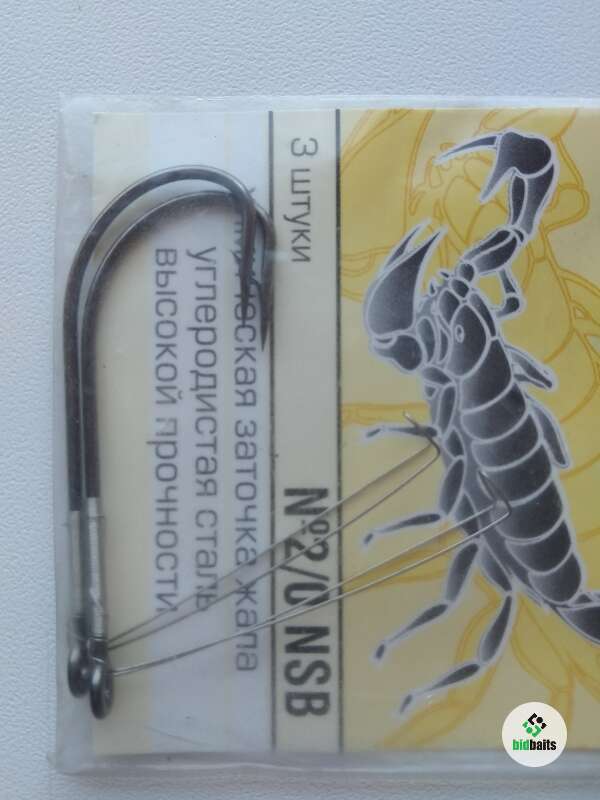 3 штуки
№2/0 NSB
заточка жала
углеродистая сталь
высокой прочности
bidbaits